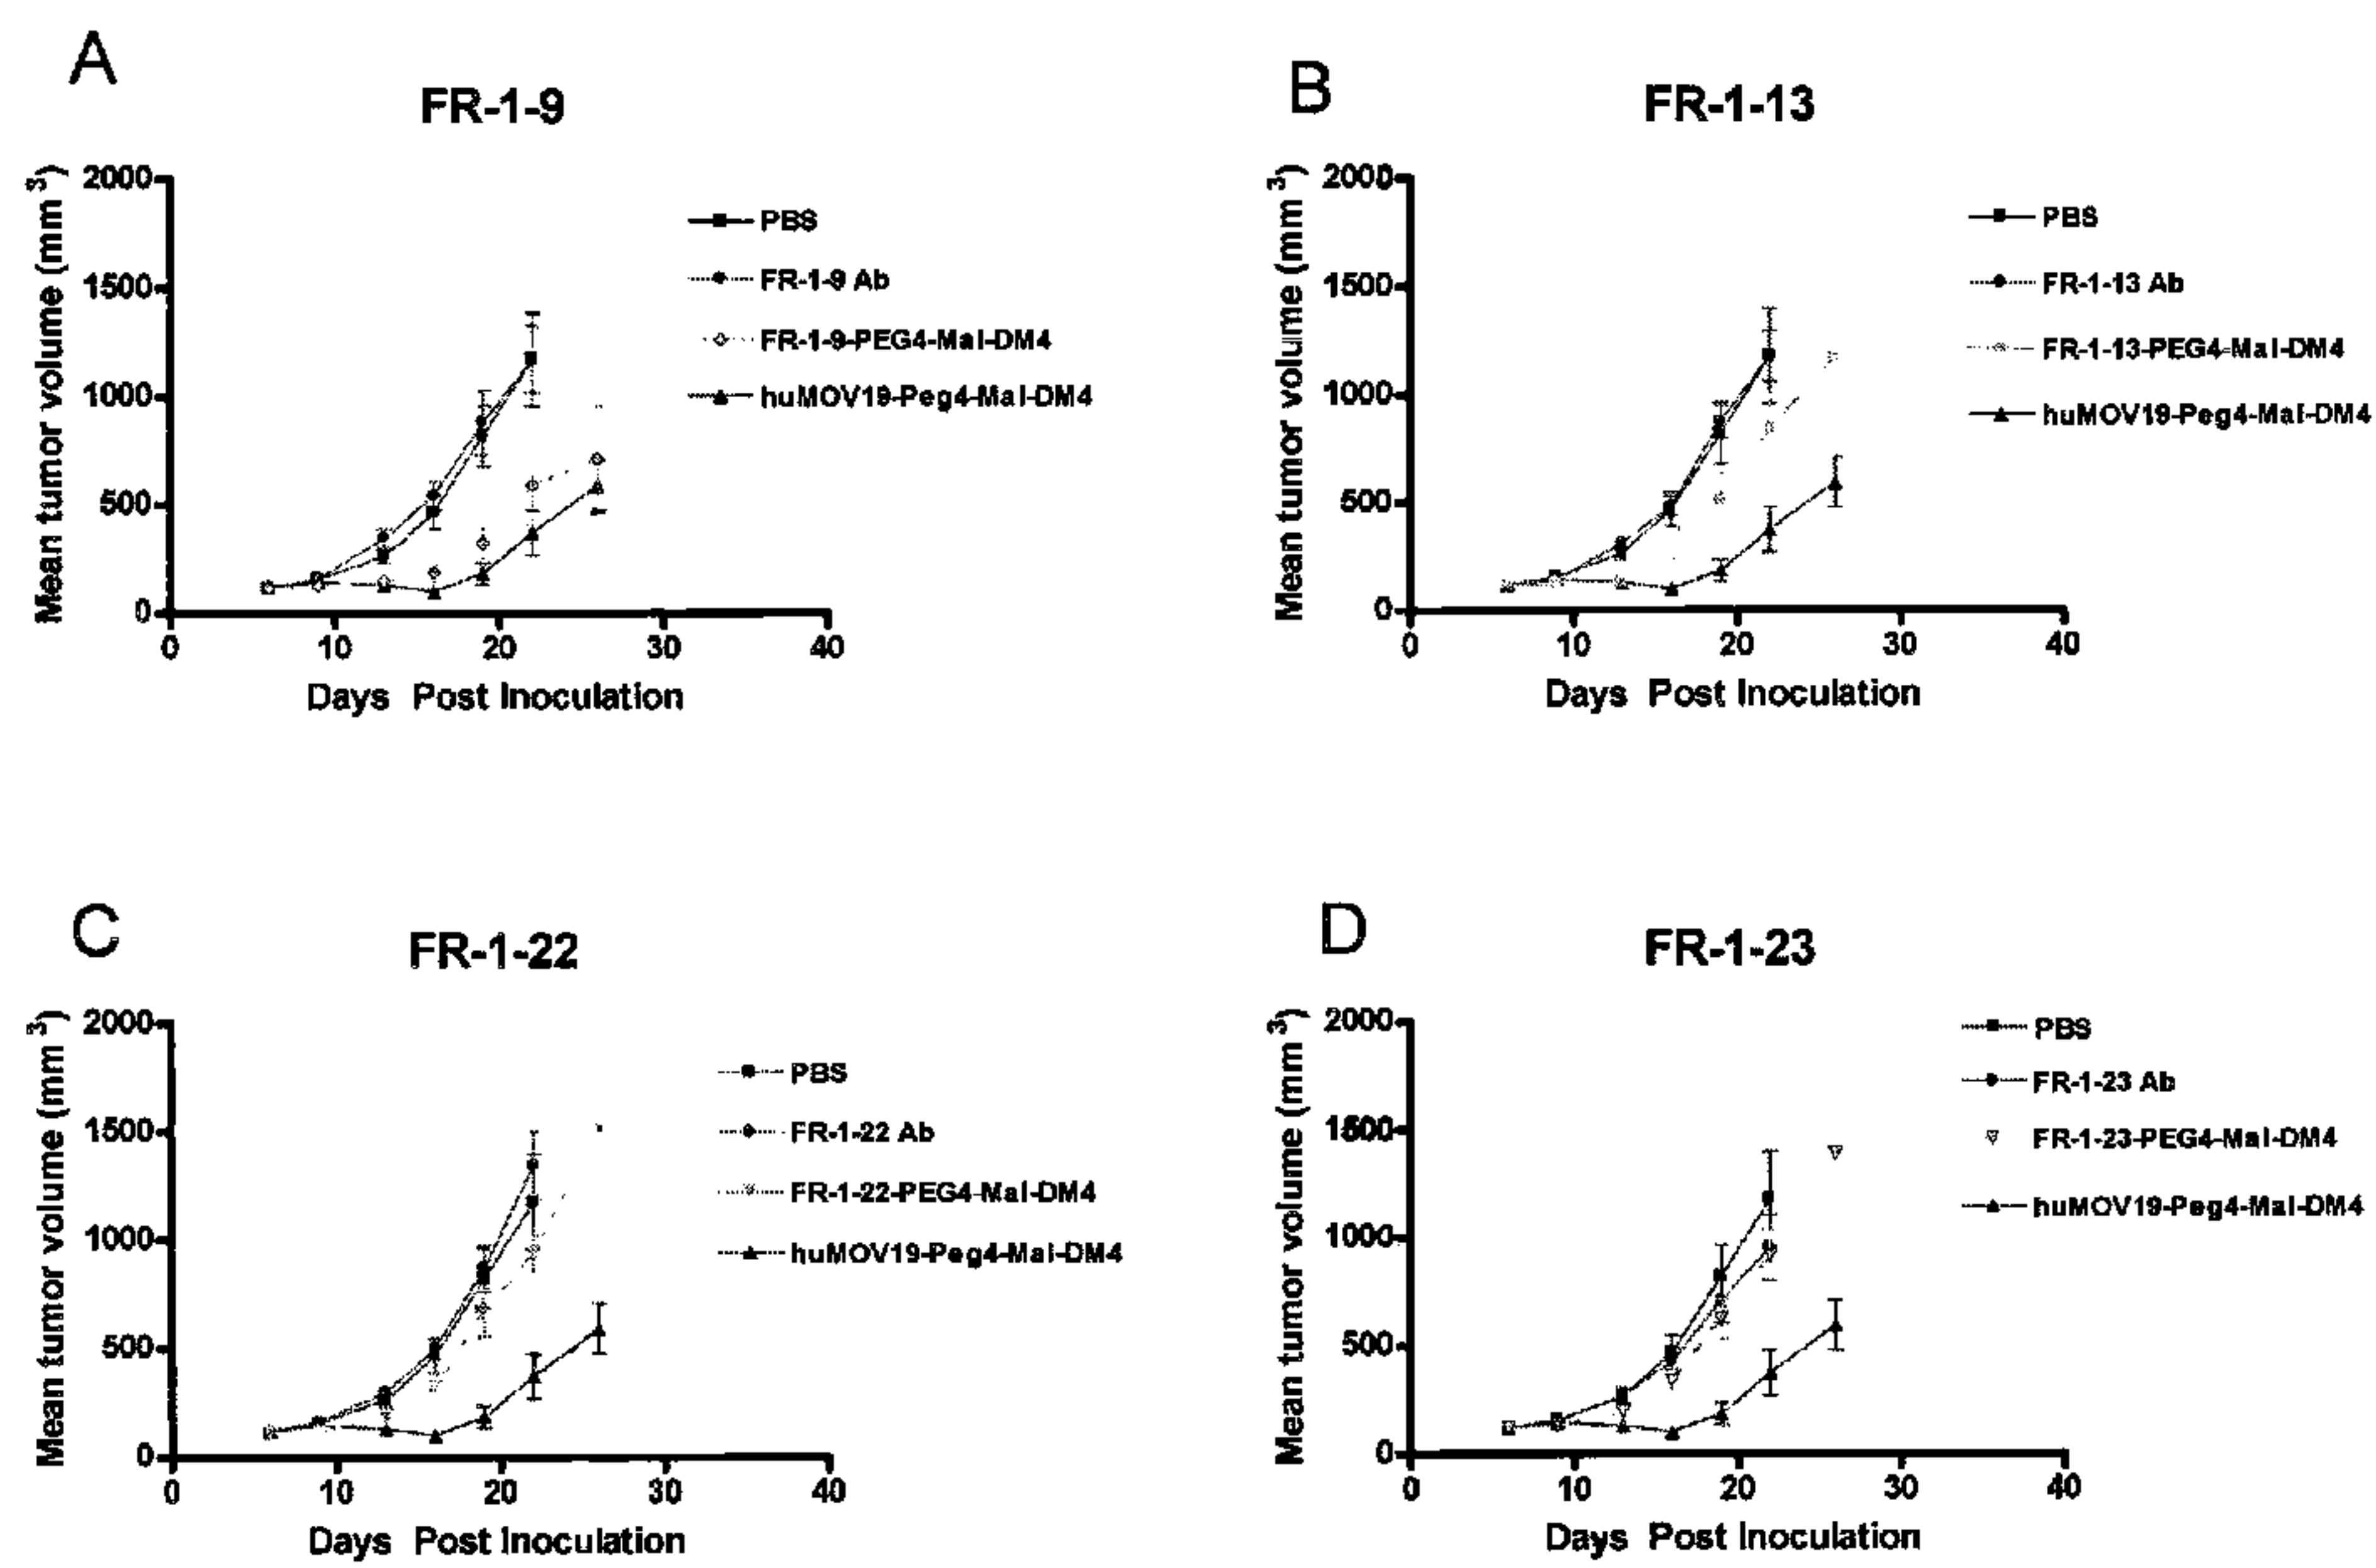 A
FR-1-9
Mean tumor volume (mm³)
2000
1500
1000
500
0
0 10 20 30 40
Days Post Inoculation
PBS
FR-1-9 Ab
FR-1-9-PEG4-Mal-DM4
huMOV19-Peg4-Mal-DM4
B
FR-1-13
Mean tumor volume (mm³)
2000
1500
1000
500
0
0 10 20 30 40
Days Post Inoculation
PBS
FR-1-13 Ab
FR-1-13-PEG4-Mal-DM4
huMOV19-Peg4-Mal-DM4
C
FR-1-22
Mean tumor volume (mm³)
2000
1500
1000
500
0
0 10 20 30 40
Days Post Inoculation
PBS
FR-1-22 Ab
FR-1-22-PEG4-Mal-DM4
huMOV19-Peg4-Mal-DM4
D
FR-1-23
Mean tumor volume (mm³)
2000
1500
1000
500
0
0 10 20 30 40
Days Post Inoculation
PBS
FR-1-23 Ab
FR-1-23-PEG4-Mal-DM4
huMOV19-Peg4-Mal-DM4